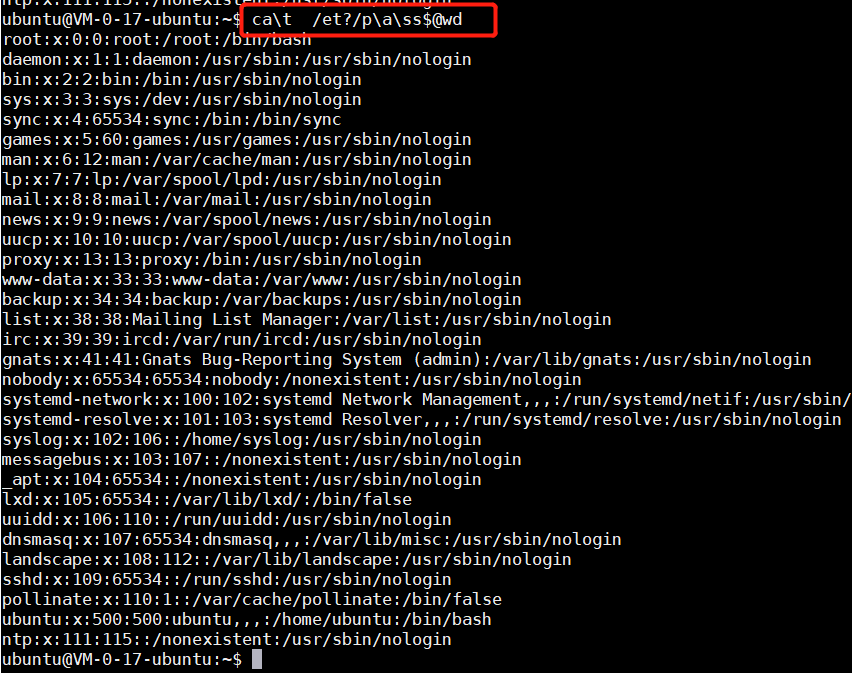 ubuntu@VM-0-17-ubuntu:~$ ca\t  /et?/p\a\ss$@wd
root:x:0:0:root:/root:/bin/bash
daemon:x:1:1:daemon:/usr/sbin:/usr/sbin/nologin
bin:x:2:2:bin:/bin:/usr/sbin/nologin
sys:x:3:3:sys:/dev:/usr/sbin/nologin
sync:x:4:65534:sync:/bin:/bin/sync
games:x:5:60:games:/usr/games:/usr/sbin/nologin
man:x:6:12:man:/var/cache/man:/usr/sbin/nologin
lp:x:7:7:lp:/var/spool/lpd:/usr/sbin/nologin
mail:x:8:8:mail:/var/mail:/usr/sbin/nologin
news:x:9:9:news:/var/spool/news:/usr/sbin/nologin
uucp:x:10:10:uucp:/var/spool/uucp:/usr/sbin/nologin
proxy:x:13:13:proxy:/bin:/usr/sbin/nologin
www-data:x:33:33:www-data:/var/www:/usr/sbin/nologin
backup:x:34:34:backup:/var/backups:/usr/sbin/nologin
list:x:38:38:Mailing List Manager:/var/list:/usr/sbin/nologin
irc:x:39:39:ircd:/var/run/ircd:/usr/sbin/nologin
gnats:x:41:41:Gnats Bug-Reporting System (admin):/var/lib/gnats:/usr/sbin/nologin
nobody:x:65534:65534:nobody:/nonexistent:/usr/sbin/nologin
systemd-network:x:100:102:systemd Network Management,,,:/run/systemd/netif:/usr/sbin/
systemd-resolve:x:101:103:systemd Resolver,,,:/run/systemd/resolve:/usr/sbin/nologin
syslog:x:102:106::/home/syslog:/usr/sbin/nologin
messagebus:x:103:107::/nonexistent:/usr/sbin/nologin
_apt:x:104:65534::/nonexistent:/usr/sbin/nologin
lxd:x:105:65534::/var/lib/lxd/:/bin/false
uuidd:x:106:110::/run/uuidd:/usr/sbin/nologin
dnsmasq:x:107:65534:dnsmasq,,,:/var/lib/misc:/usr/sbin/nologin
landscape:x:108:112::/var/lib/landscape:/usr/sbin/nologin
sshd:x:109:65534::/run/sshd:/usr/sbin/nologin
pollinate:x:110:1::/var/cache/pollinate:/bin/false
ubuntu:x:500:500:ubuntu,,,:/home/ubuntu:/bin/bash
ntp:x:111:115::/nonexistent:/usr/sbin/nologin
ubuntu@VM-0-17-ubuntu:~$